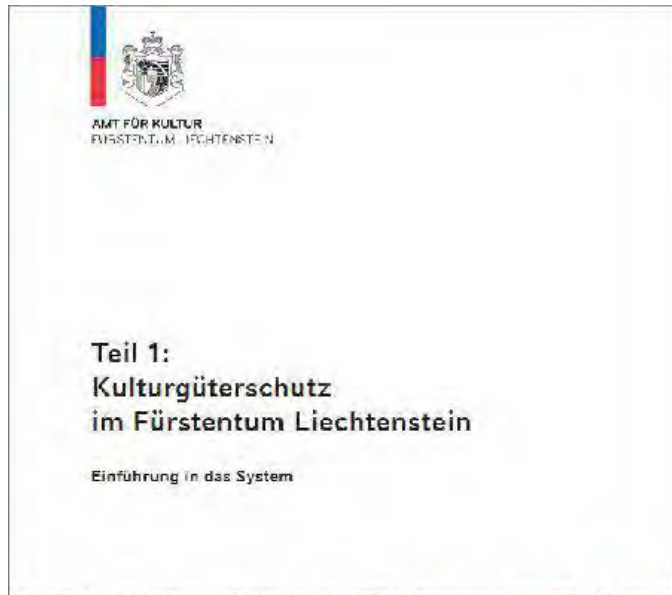 AMT FÜR KULTUR
FÜRSTENTUM LIECHTENSTEIN
Teil 1:
Kulturgüterschutz
im Fürstentum Liechtenstein
Einführung in das System